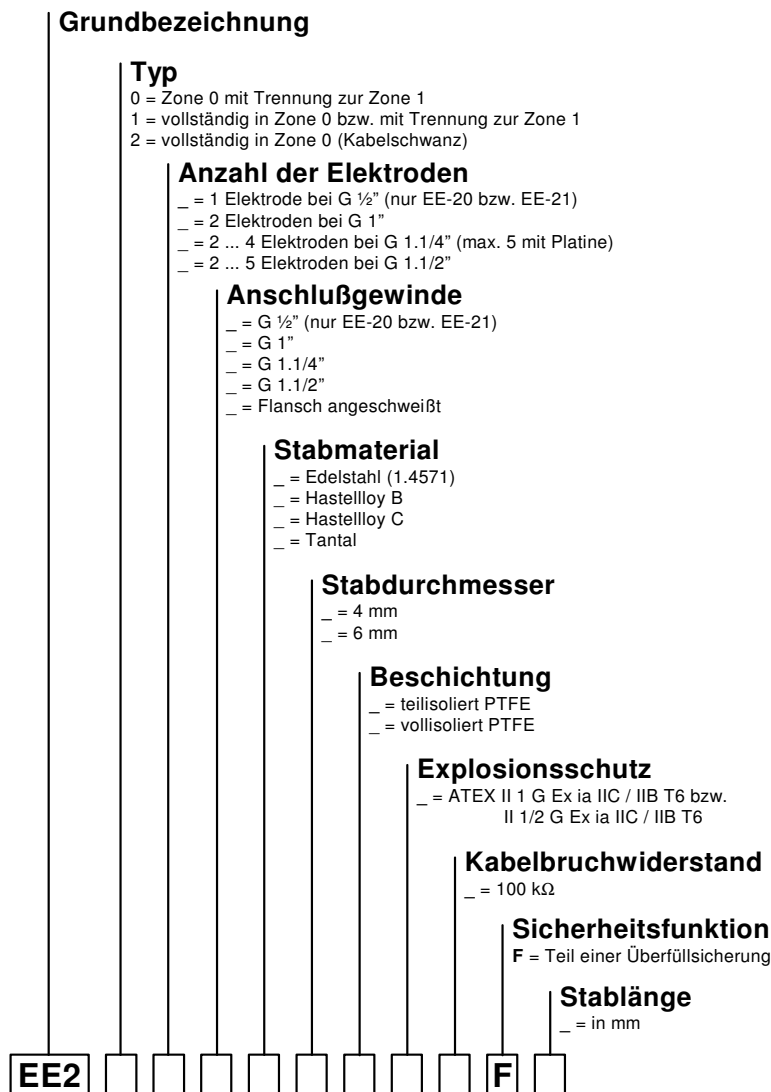 Grundbezeichnung
Typ
0 = Zone 0 mit Trennung zur Zone 1
1 = vollständig in Zone 0 bzw. mit Trennung zur Zone 1
2 = vollständig in Zone 0 (Kabelschwanz)
Anzahl der Elektroden
_ = 1 Elektrode bei G ½” (nur EE-20 bzw. EE-21)
_ = 2 Elektroden bei G 1”
_ = 2 ... 4 Elektroden bei G 1.1/4” (max. 5 mit Platine)
_ = 2 ... 5 Elektroden bei G 1.1/2”
Anschlußgewinde
_ = G ½” (nur EE-20 bzw. EE-21)
_ = G 1”
_ = G 1.1/4”
_ = G 1.1/2”
_ = Flansch angeschweißt
Stabmaterial
_ = Edelstahl (1.4571)
_ = Hastellloy B
_ = Hastellloy C
_ = Tantal
Stabdurchmesser
_ = 4 mm
_ = 6 mm
Beschichtung
_ = teilisoliert PTFE
_ = vollisoliert PTFE
Explosionsschutz
_ = ATEX II 1 G Ex ia IIC / IIB T6 bzw.
II 1/2 G Ex ia IIC / IIB T6
Kabelbruchwiderstand
_ = 100 kΩ
Sicherheitsfunktion
F = Teil einer Überfüllsicherung
Stablänge
_ = in mm
EE2 F